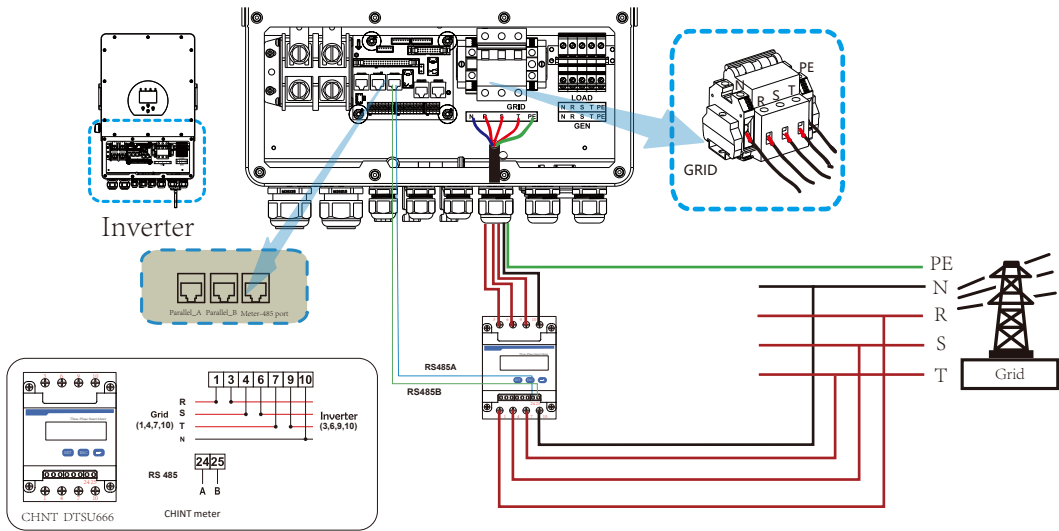 LOAD
N R S T PE
N R S T PE
GEN
GRID
N R S T PE
N
R S T
PE
GRID
Inverter
Parallel_A Parallel_B Meter-485 port
PE
N
R
S
T
Grid
RS485A
RS485B
1 3 4 6 7 9 10
R
S
T
N
Grid
(1,4,7,10)
Inverter
(3,6,9,10)
RS 485
24 25
A B
CHNT DTSU666
CHINT meter